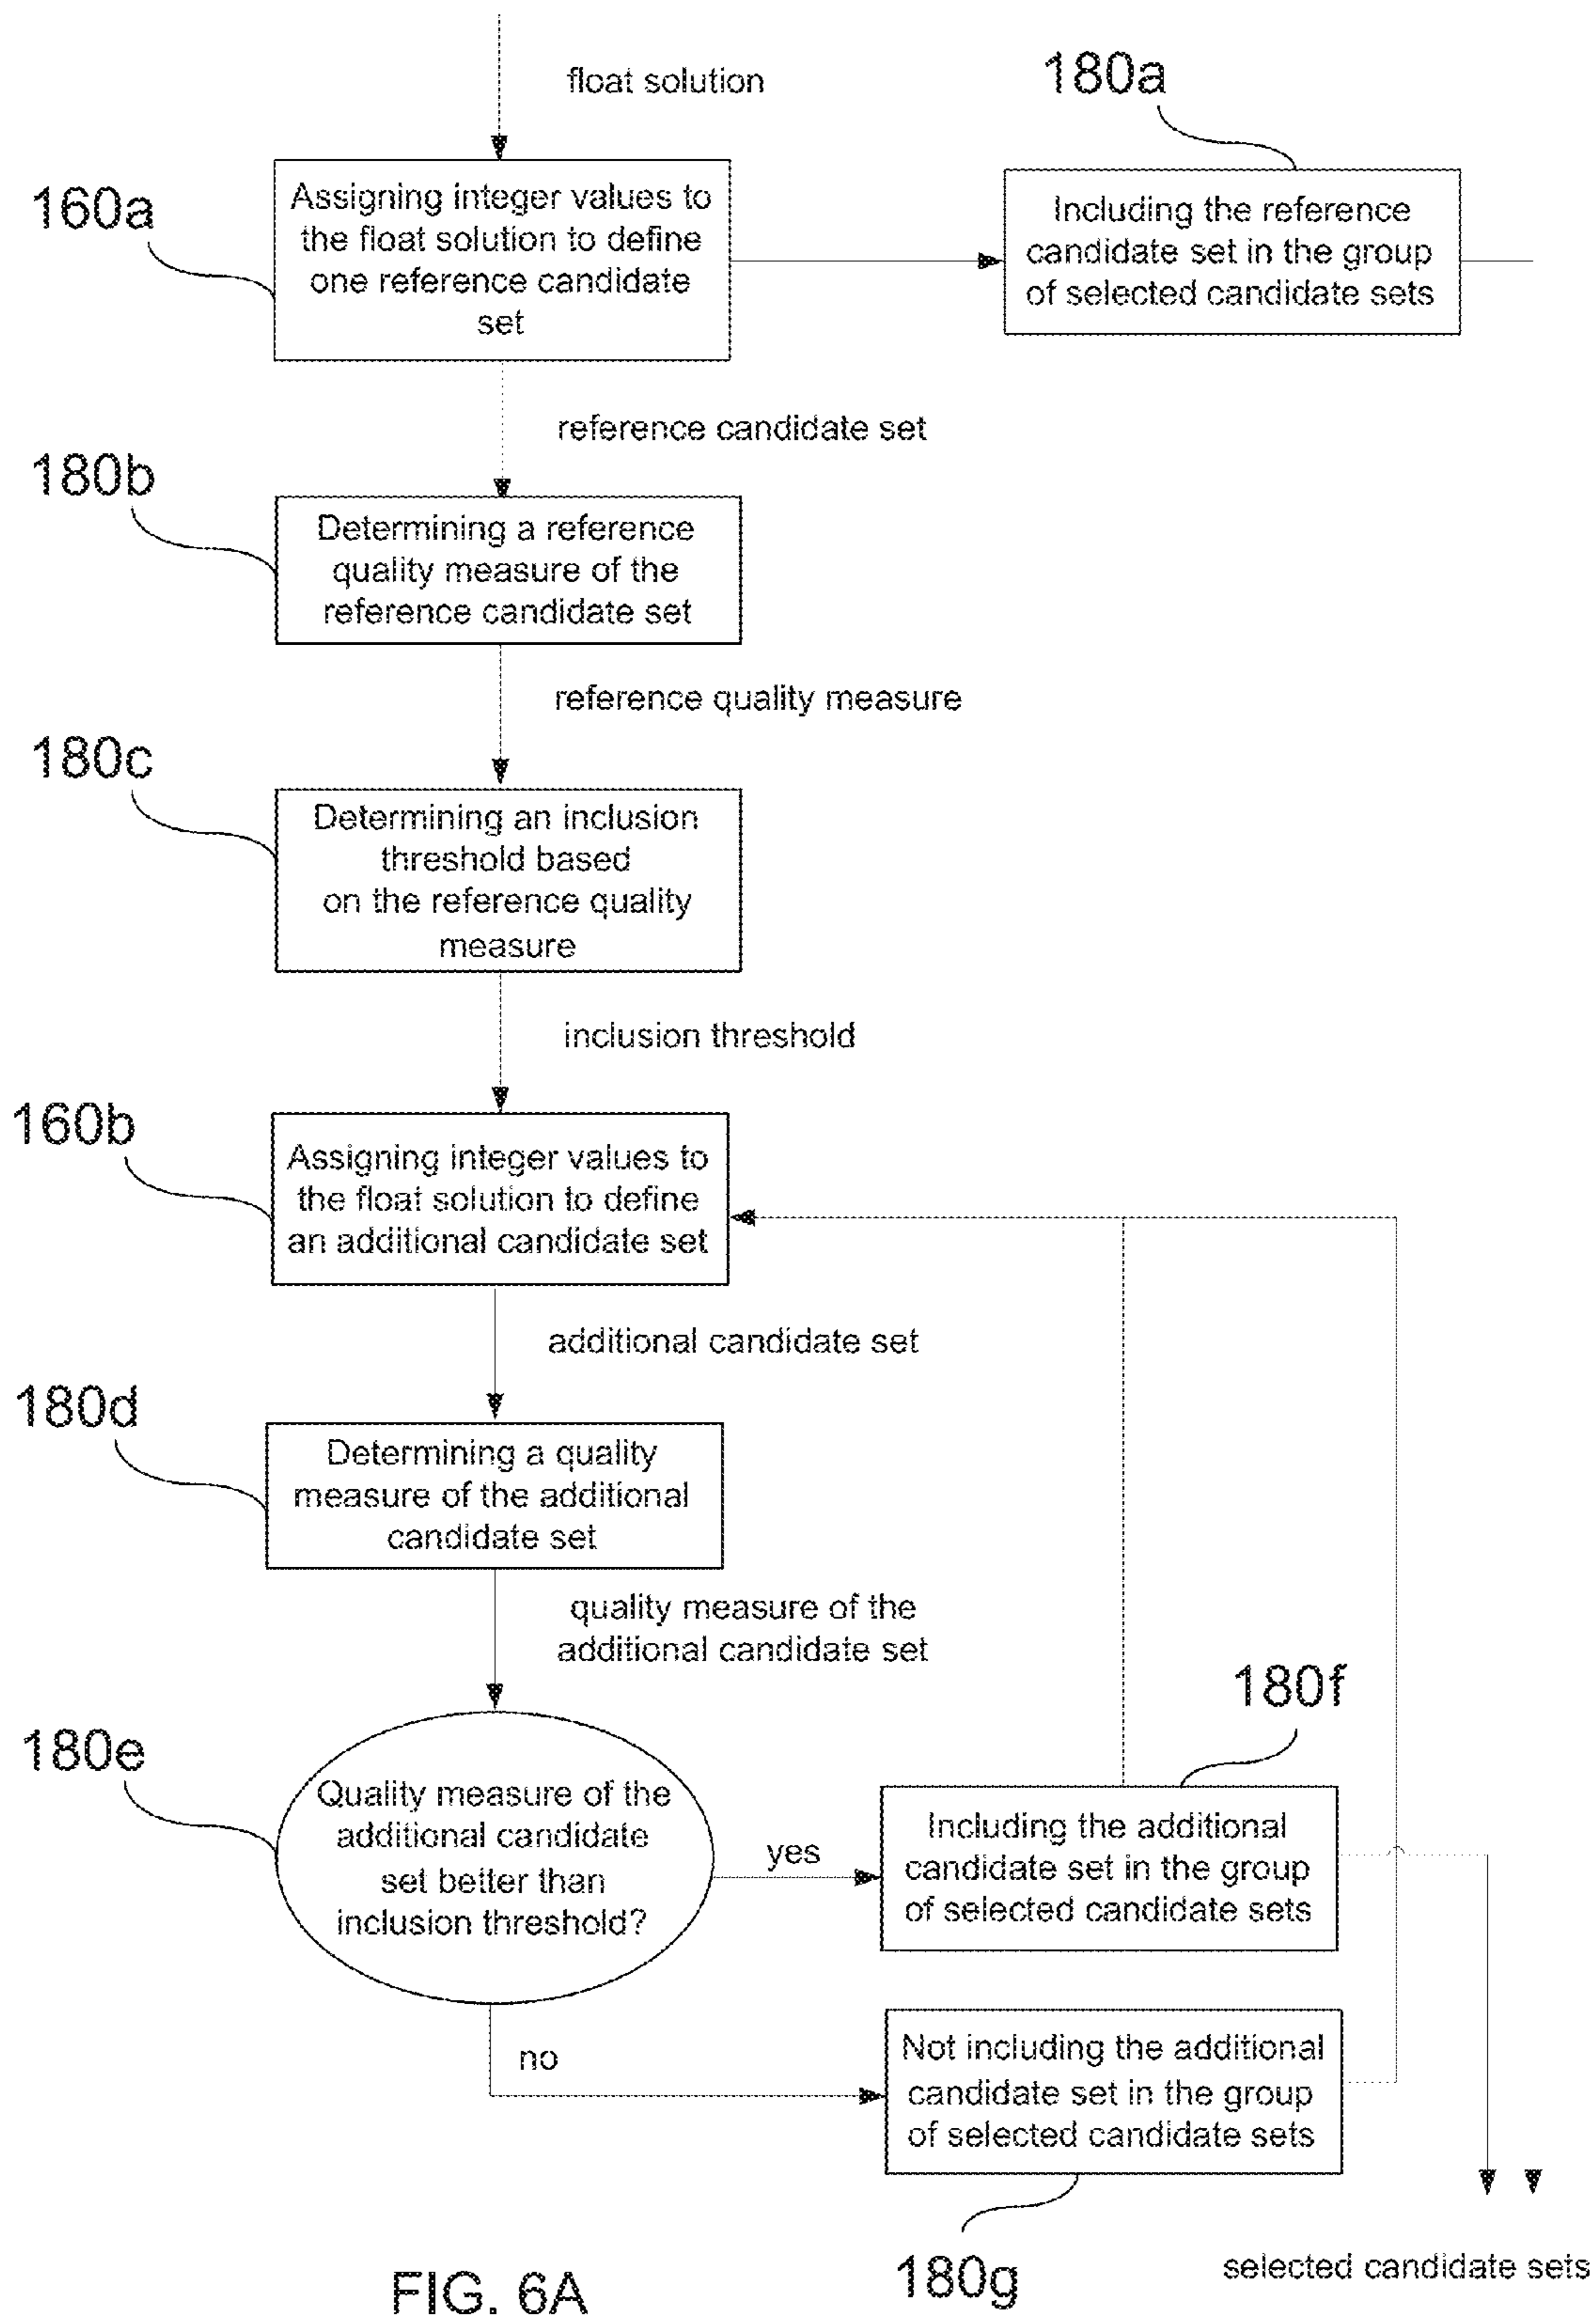 float solution
180a
160a
Assigning integer values to
the float solution to define
one reference candidate
set
Including the reference
candidate set in the group
of selected candidate sets
reference candidate set
180b
Determining a reference
quality measure of the
reference candidate set
reference quality measure
180c
Determining an inclusion
threshold based
on the reference quality
measure
inclusion threshold
160b
Assigning integer values to
the float solution to define
an additional candidate set
additional candidate set
180d
Determining a quality
measure of the additional
candidate set
quality measure of the
additional candidate set
180e
Quality measure of the
additional candidate
set better than
inclusion threshold?
yes
180f
Including the additional
candidate set in the group
of selected candidate sets
no
Not including the additional
candidate set in the group
of selected candidate sets
180g
selected candidate sets
FIG. 6A